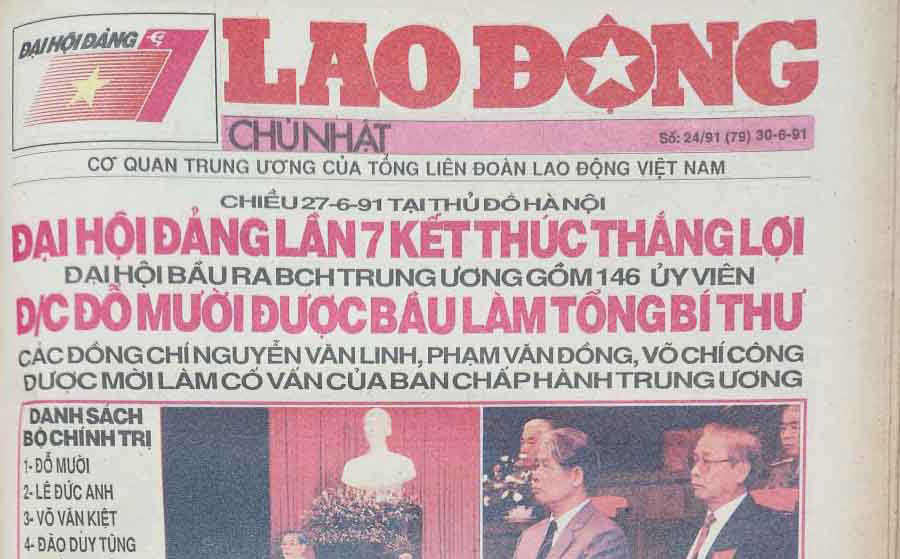 ĐẠI HỘI ĐẢNG
7
LAO ĐỘNG
CHỦ NHẬT
Số: 24/91 (79) 30-6-91
CƠ QUAN TRUNG ƯƠNG CỦA TỔNG LIÊN ĐOÀN LAO ĐỘNG VIỆT NAM
CHIỀU 27-6-91 TẠI THỦ ĐÔ HÀ NỘI
ĐẠI HỘI ĐẢNG LẦN 7 KẾT THÚC THẮNG LỢI
ĐẠI HỘI BẦU RA BCH TRUNG ƯƠNG GỒM 146 ỦY VIÊN
Đ/C ĐỖ MƯỜI ĐƯỢC BẦU LÀM TỔNG BÍ THƯ
CÁC ĐỒNG CHÍ NGUYỄN VĂN LINH, PHẠM VĂN ĐỒNG, VÕ CHÍ CÔNG
ĐƯỢC MỜI LÀM CỐ VẤN CỦA BAN CHẤP HÀNH TRUNG ƯƠNG
DANH SÁCH
BỘ CHÍNH TRỊ
1- ĐỖ MƯỜI
2- LÊ ĐỨC ANH
3- VÕ VĂN KIỆT
4- ĐÀO DUY TÙNG